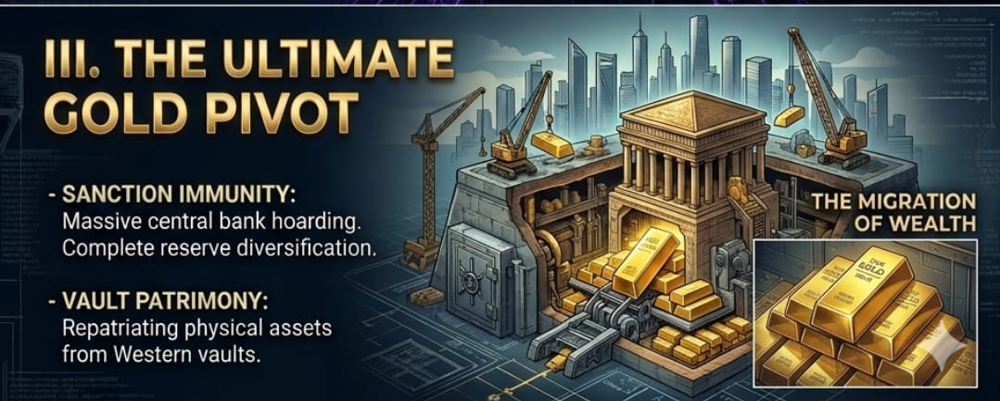 III. THE ULTIMATE
GOLD PIVOT
- SANCTION IMMUNITY:
Massive central bank hoarding.
Complete reserve diversification.
- VAULT PATRIMONY:
Repatriating physical assets
from Western vaults.
THE MIGRATION
OF WEALTH
GOLD